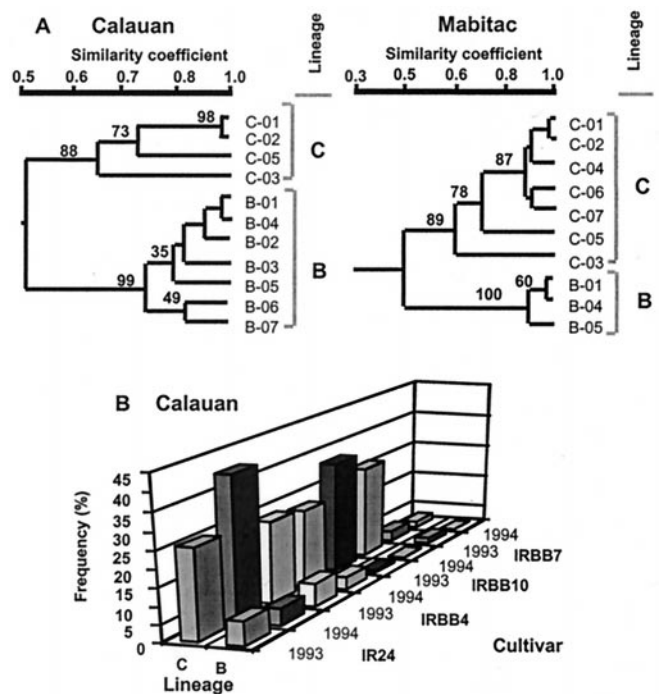 A Calauan
Similarity coefficient
Lineage
0.5 0.6 0.7 0.8 1.0
98
73
88
C-01
C-02
C-05
C-03
C
35
99
49
B-01
B-04
B-02
B-03
B-05
B-06
B-07
B
Mabitac
Similarity coefficient
Lineage
0.3 0.5 0.6 0.8 1.0
87
78
89
C-01
C-02
C-04
C-06
C-07
C-05
C-03
C
60
100
B-01
B-04
B-05
B
B Calauan
Frequency (%)
45
35
30
25
20
15
10
5
0
C B
Lineage
1993
1994
IR24
1993
1994
IRBB4
1993
1994
IRBB10
1993
1994
IRBB7
Cultivar